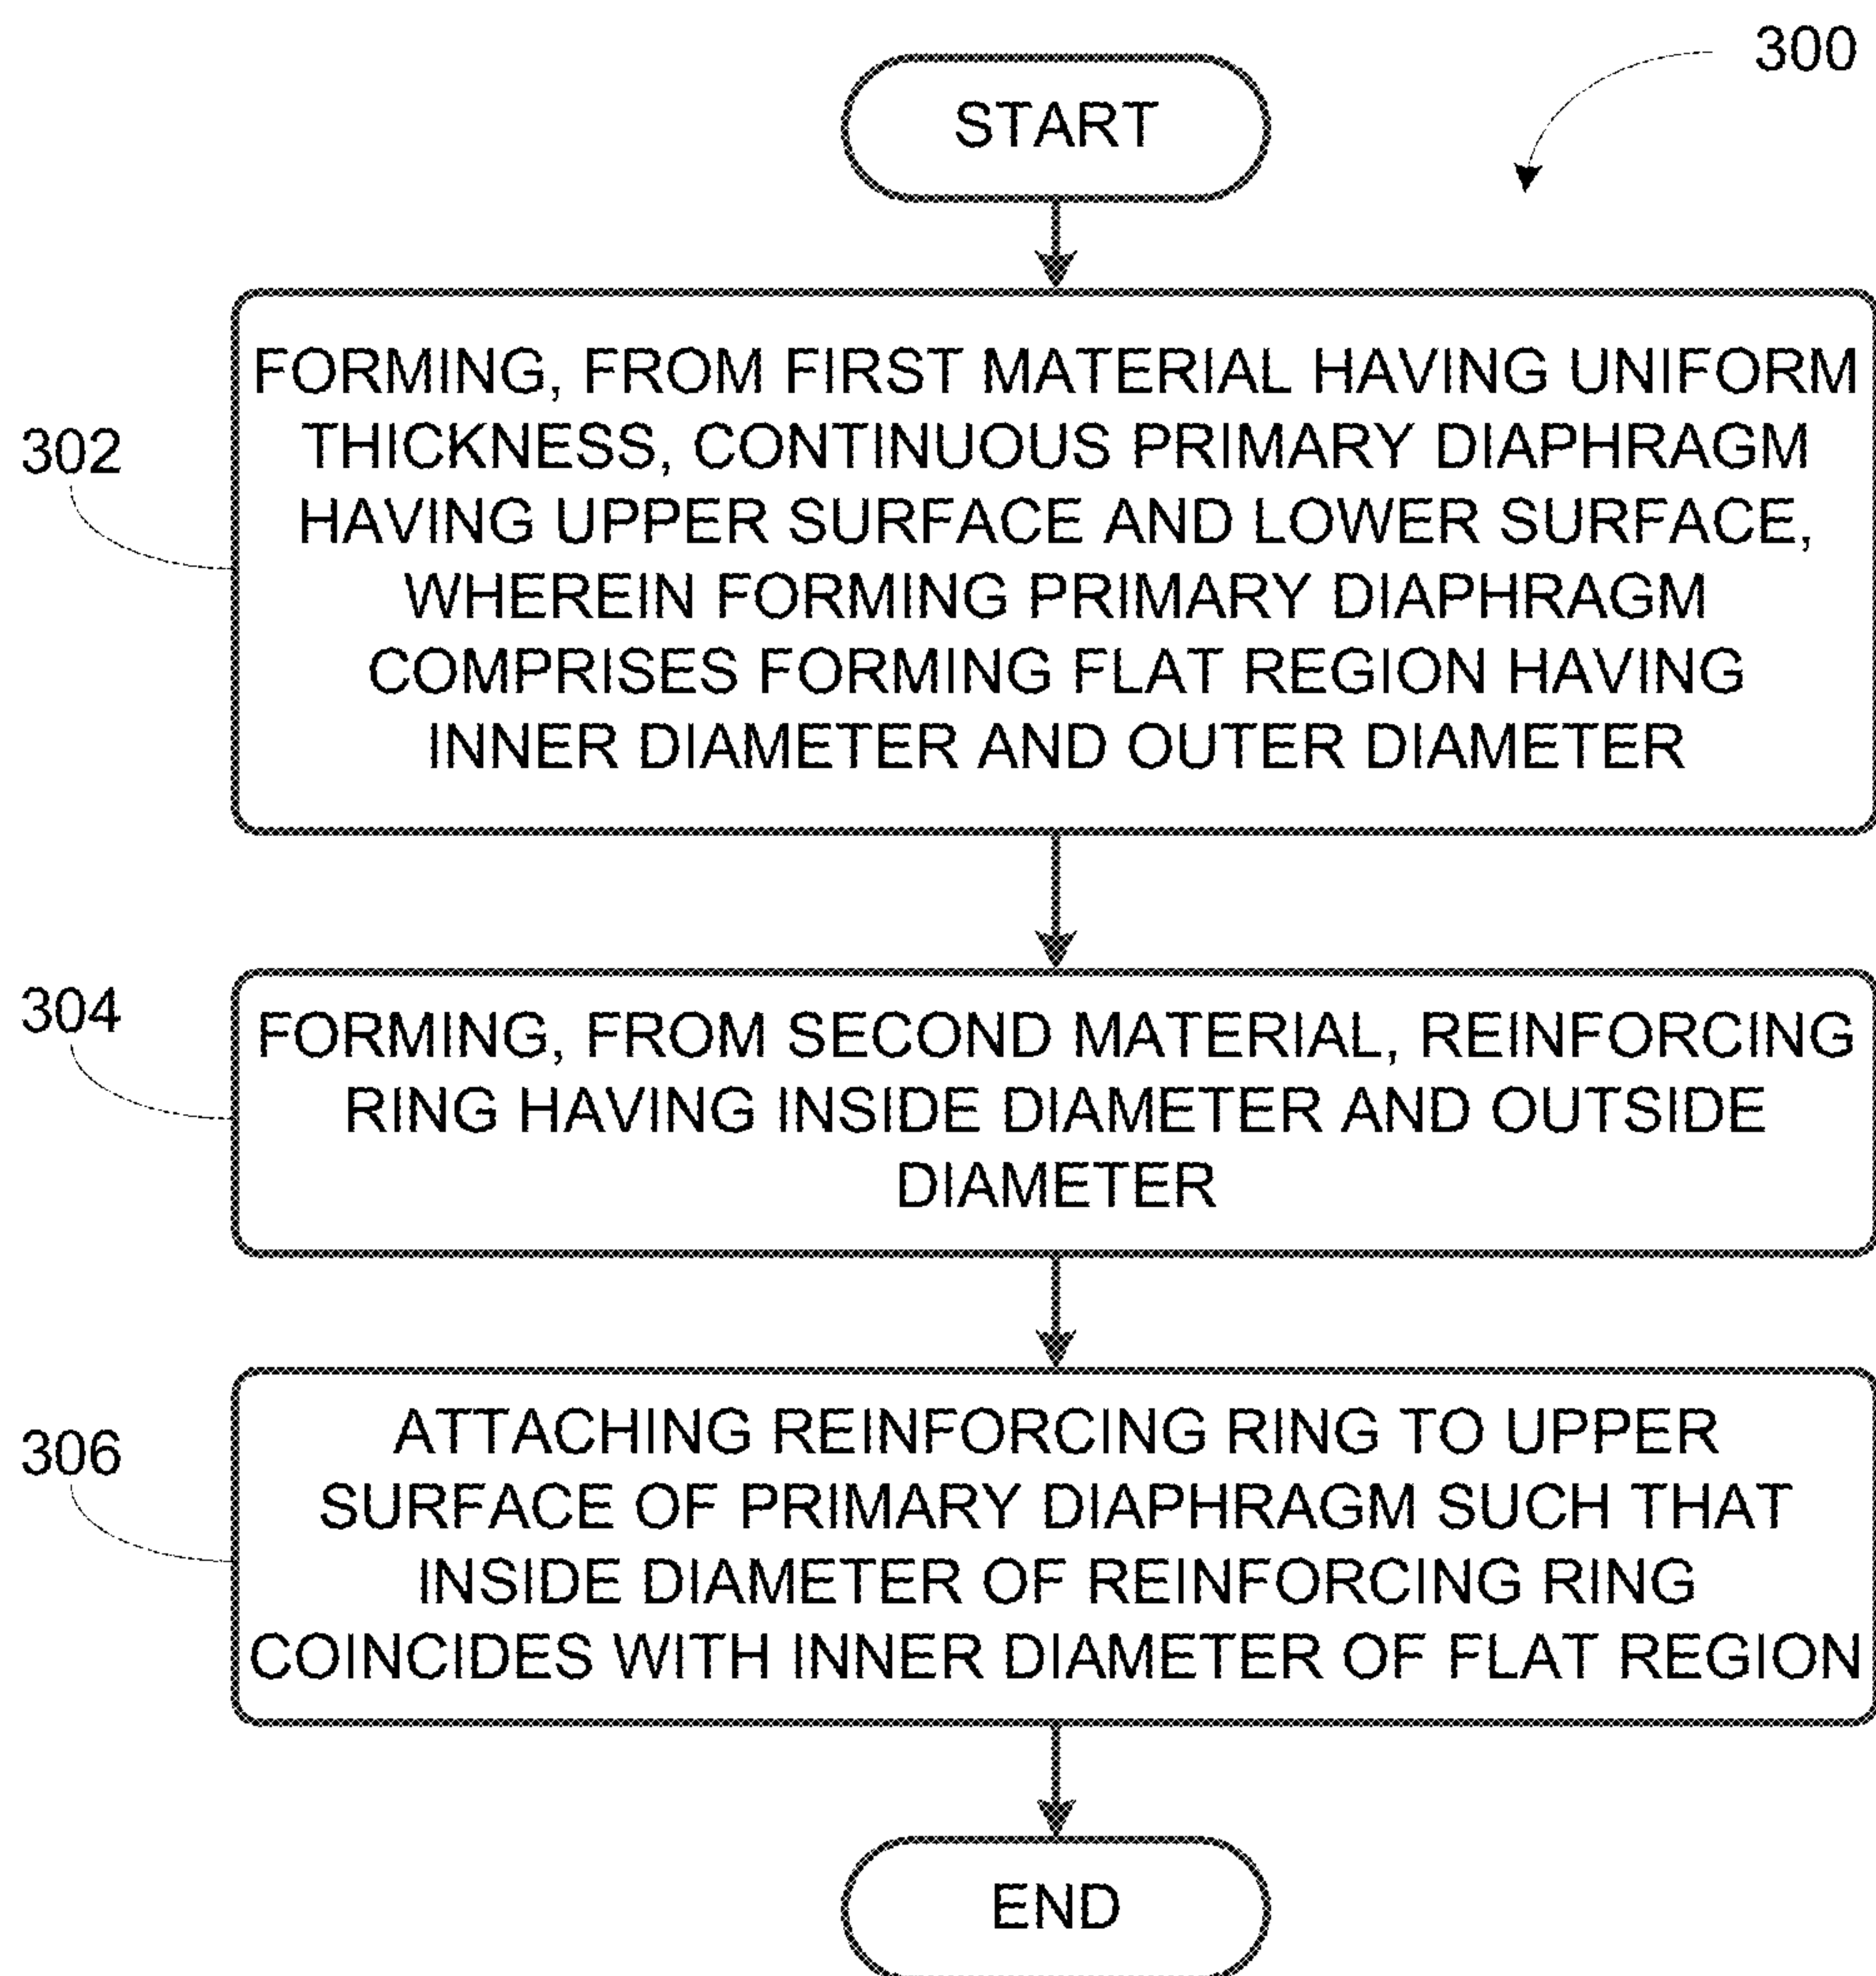 300
START
302
FORMING, FROM FIRST MATERIAL HAVING UNIFORM
THICKNESS, CONTINUOUS PRIMARY DIAPHRAGM
HAVING UPPER SURFACE AND LOWER SURFACE,
WHEREIN FORMING PRIMARY DIAPHRAGM
COMPRISES FORMING FLAT REGION HAVING
INNER DIAMETER AND OUTER DIAMETER
304
FORMING, FROM SECOND MATERIAL, REINFORCING
RING HAVING INSIDE DIAMETER AND OUTSIDE
DIAMETER
306
ATTACHING REINFORCING RING TO UPPER
SURFACE OF PRIMARY DIAPHRAGM SUCH THAT
INSIDE DIAMETER OF REINFORCING RING
COINCIDES WITH INNER DIAMETER OF FLAT REGION
END